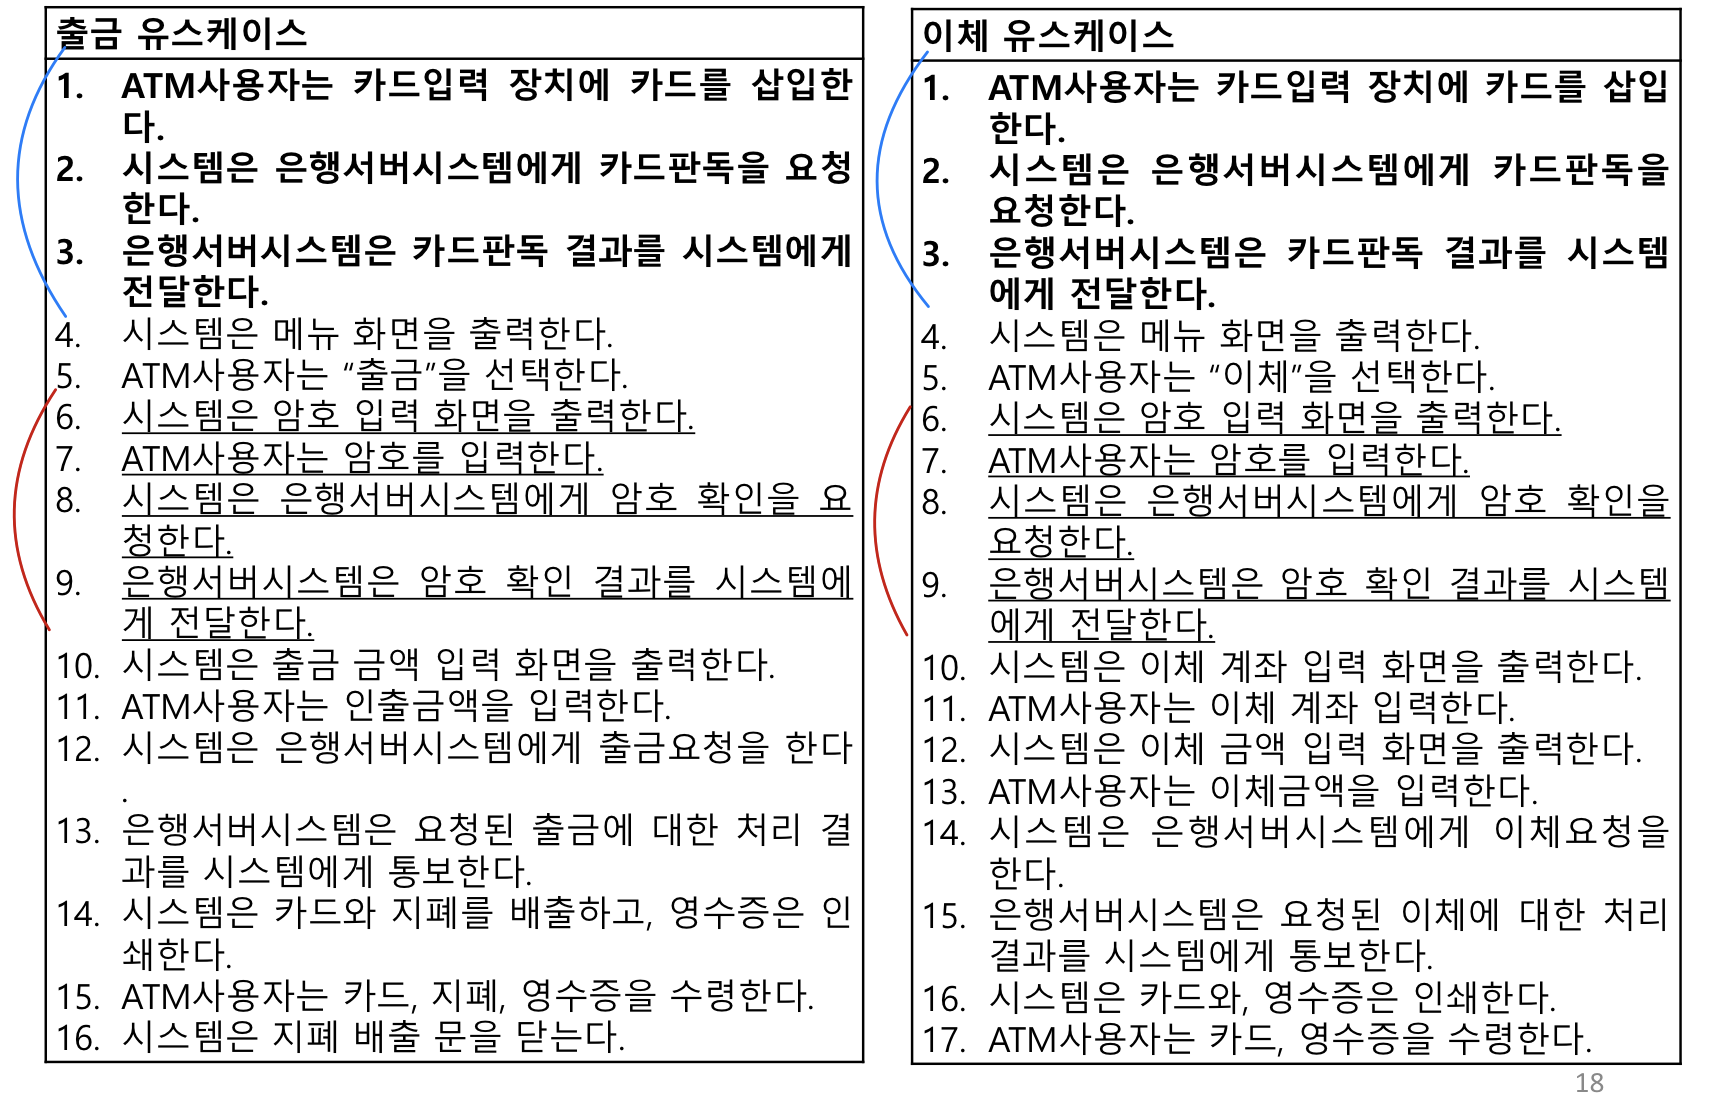 출금 유스케이스
1. ATM사용자는 카드입력 장치에 카드를 삽입한
다.
2. 시스템은 은행서버시스템에게 카드판독을 요청
한다.
3. 은행서버시스템은 카드판독 결과를 시스템에게
전달한다.
4. 시스템은 메뉴 화면을 출력한다.
5. ATM사용자는 “출금”을 선택한다.
6. 시스템은 암호 입력 화면을 출력한다.
7. ATM사용자는 암호를 입력한다.
8. 시스템은 은행서버시스템에게 암호 확인을 요
청한다.
9. 은행서버시스템은 암호 확인 결과를 시스템에
게 전달한다.
10. 시스템은 출금 금액 입력 화면을 출력한다.
11. ATM사용자는 인출금액을 입력한다.
12. 시스템은 은행서버시스템에게 출금요청을 한다
.
13. 은행서버시스템은 요청된 출금에 대한 처리 결
과를 시스템에게 통보한다.
14. 시스템은 카드와 지폐를 배출하고, 영수증은 인
쇄한다.
15. ATM사용자는 카드, 지폐, 영수증을 수령한다.
16. 시스템은 지폐 배출 문을 닫는다.
이체 유스케이스
1. ATM사용자는 카드입력 장치에 카드를 삽입
한다.
2. 시스템은 은행서버시스템에게 카드판독을
요청한다.
3. 은행서버시스템은 카드판독 결과를 시스템
에게 전달한다.
4. 시스템은 메뉴 화면을 출력한다.
5. ATM사용자는 “이체”을 선택한다.
6. 시스템은 암호 입력 화면을 출력한다.
7. ATM사용자는 암호를 입력한다.
8. 시스템은 은행서버시스템에게 암호 확인을
요청한다.
9. 은행서버시스템은 암호 확인 결과를 시스템
에게 전달한다.
10. 시스템은 이체 계좌 입력 화면을 출력한다.
11. ATM사용자는 이체 계좌 입력한다.
12. 시스템은 이체 금액 입력 화면을 출력한다.
13. ATM사용자는 이체금액을 입력한다.
14. 시스템은 은행서버시스템에게 이체요청을
한다.
15. 은행서버시스템은 요청된 이체에 대한 처리
결과를 시스템에게 통보한다.
16. 시스템은 카드와, 영수증은 인쇄한다.
17. ATM사용자는 카드, 영수증을 수령한다.
18